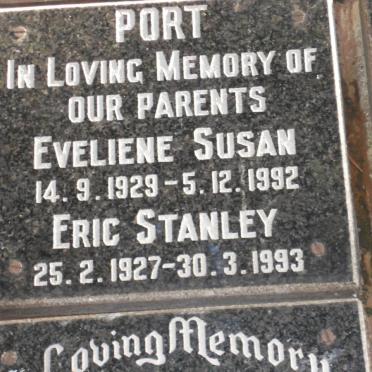 PORT
IN LOVING MEMORY OF
OUR PARENTS
EVELIENE SUSAN
14. 9. 1929 – 5. 12. 1992
ERIC STANLEY
25. 2. 1927 – 30. 3. 1993
Loving Memory